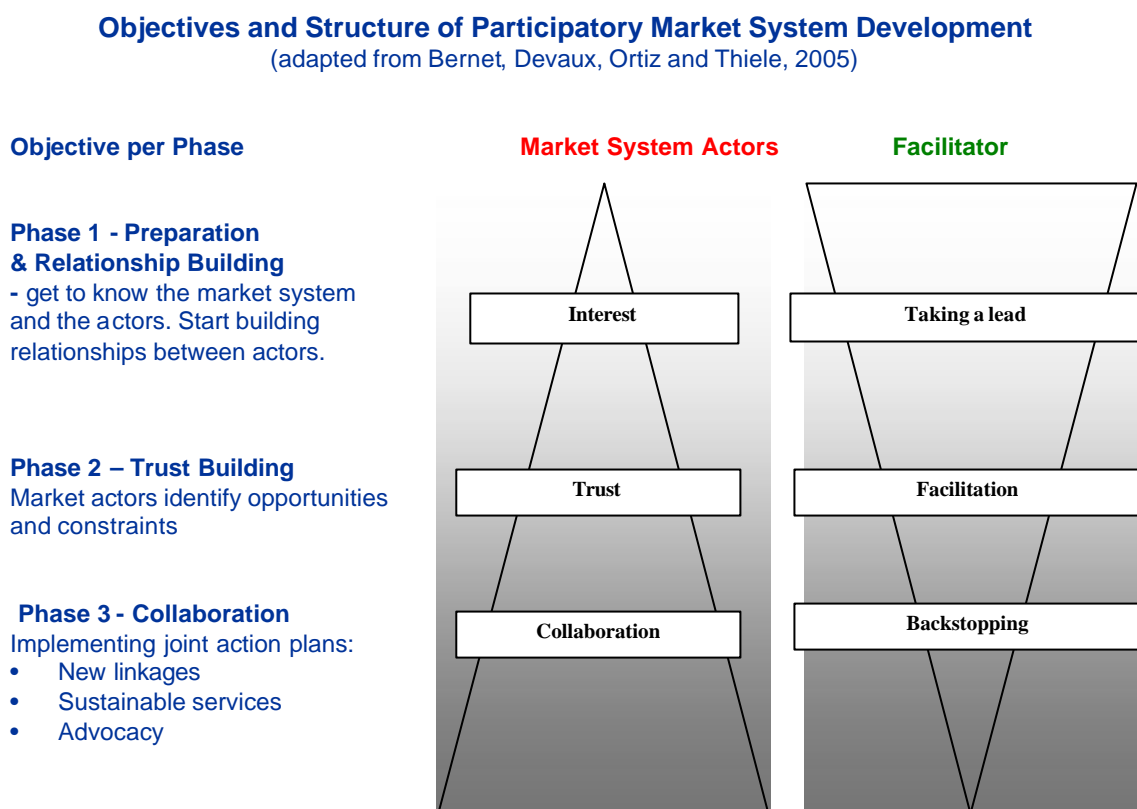 Objectives and Structure of Participatory Market System Development
(adapted from Bernet, Devaux, Ortiz and Thiele, 2005)
Objective per Phase
Market System Actors
Facilitator
Phase 1 - Preparation
& Relationship Building
- get to know the market system
and the actors. Start building
relationships between actors.
Interest
Taking a lead
Phase 2 – Trust Building
Market actors identify opportunities
and constraints
Trust
Facilitation
Phase 3 - Collaboration
Implementing joint action plans:
• New linkages
• Sustainable services
• Advocacy
Collaboration
Backstopping